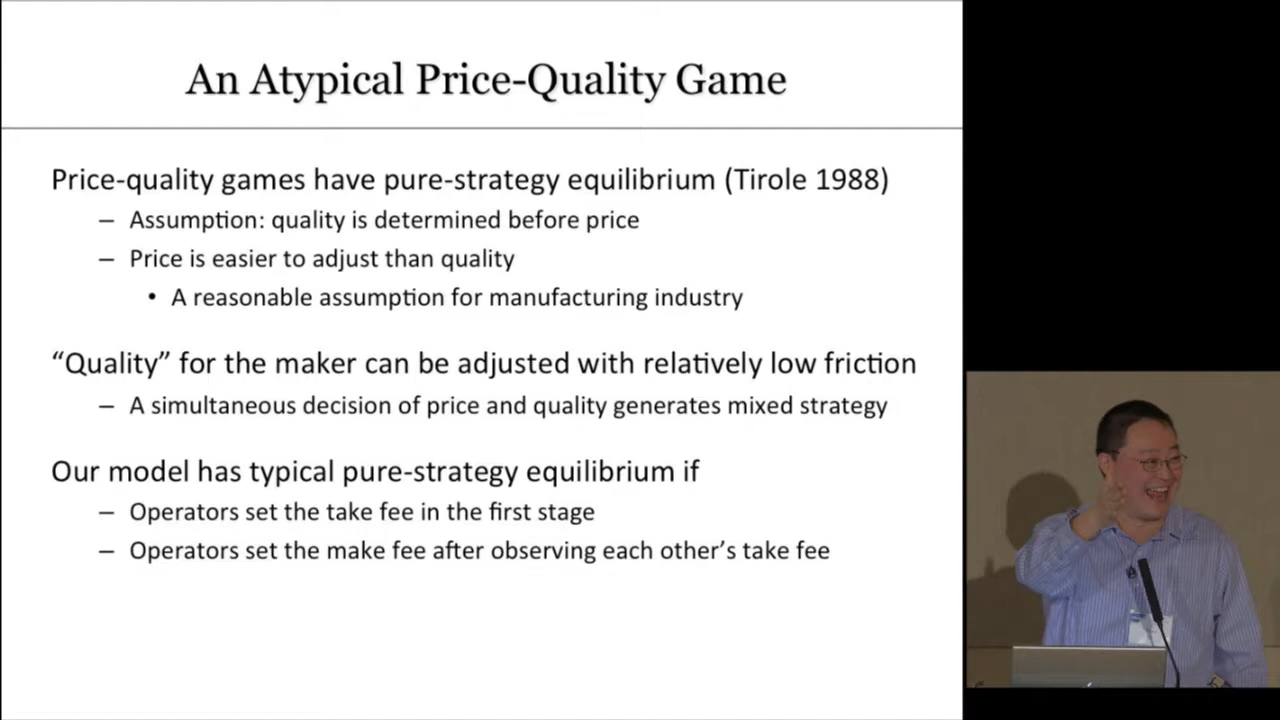 An Atypical Price-Quality Game
Price-quality games have pure-strategy equilibrium (Tirole 1988)
– Assumption: quality is determined before price
– Price is easier to adjust than quality
• A reasonable assumption for manufacturing industry
“Quality” for the maker can be adjusted with relatively low friction
– A simultaneous decision of price and quality generates mixed strategy
Our model has typical pure-strategy equilibrium if
– Operators set the take fee in the first stage
– Operators set the make fee after observing each other’s take fee